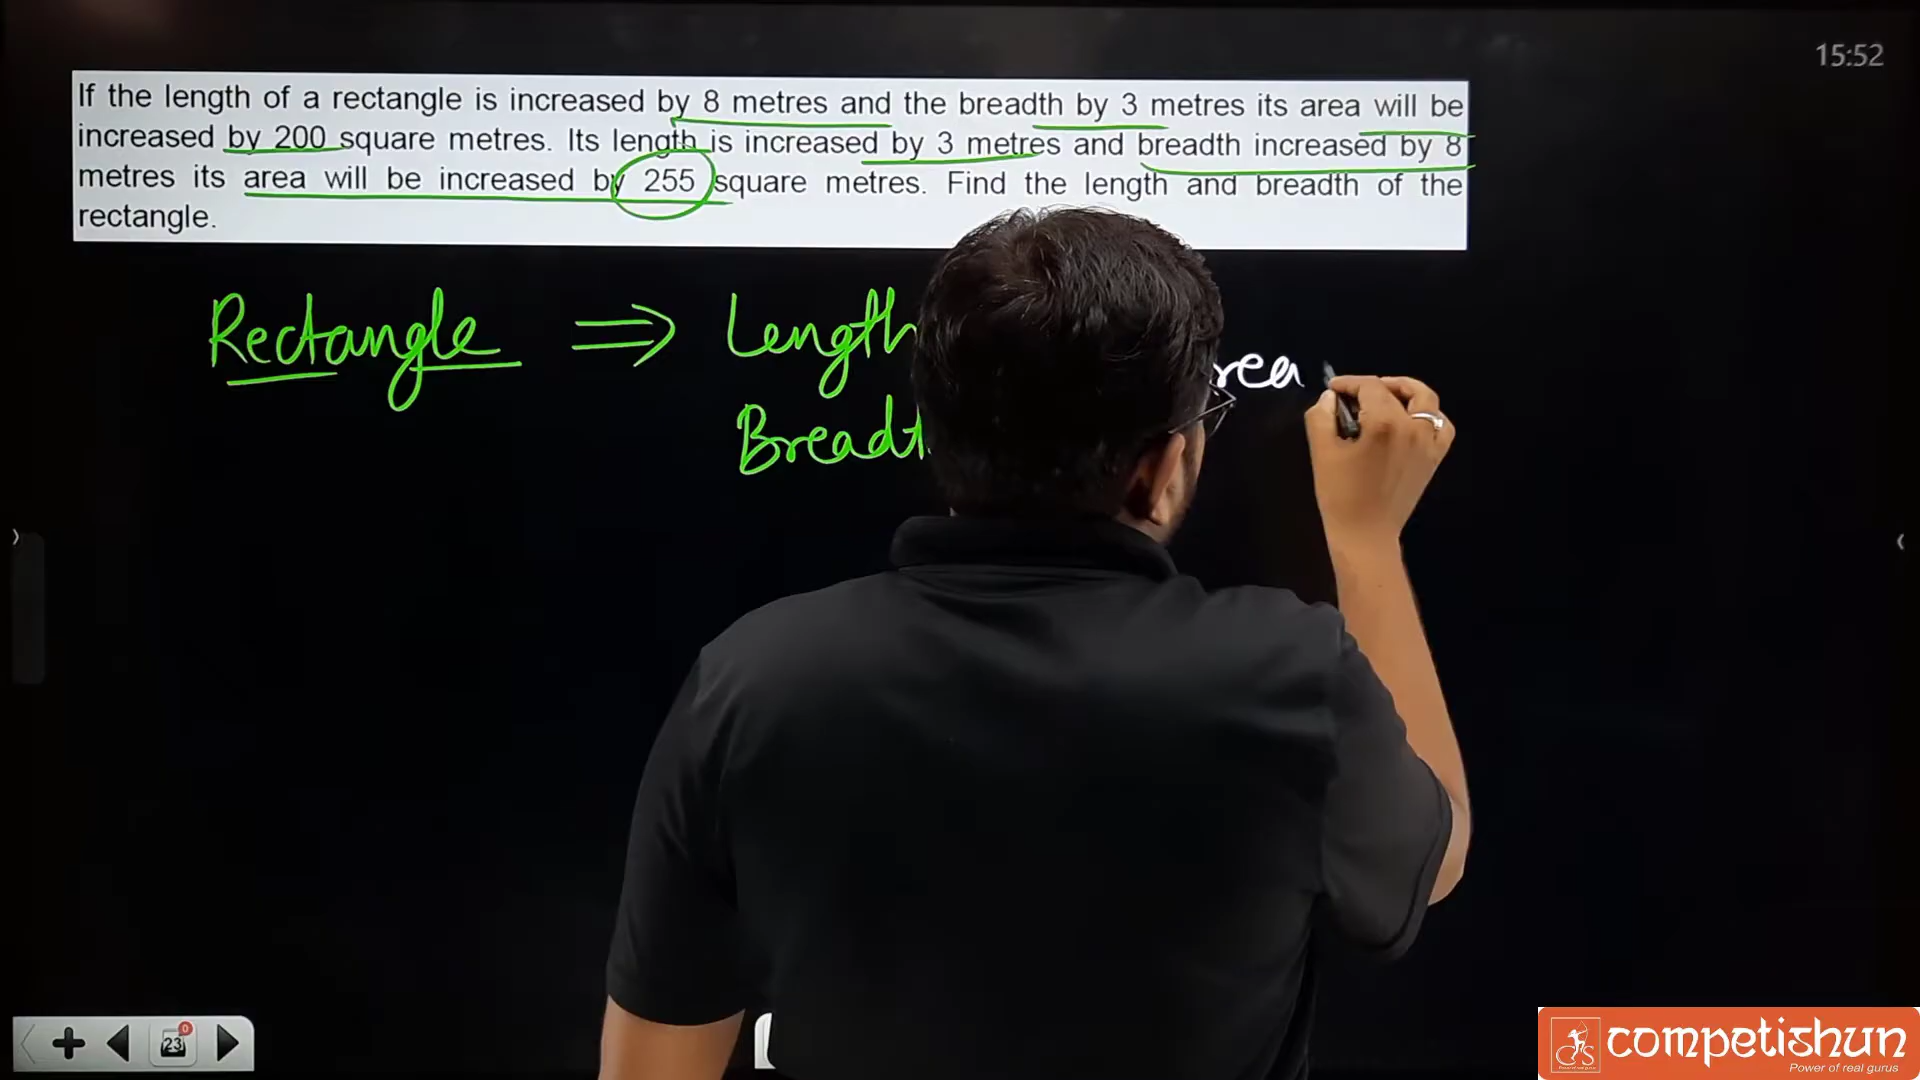 15:52
If the length of a rectangle is increased by 8 metres and the breadth by 3 metres its area will be
increased by 200 square metres. Its length is increased by 3 metres and breadth increased by 8
metres its area will be increased by 255 square metres. Find the length and breadth of the
rectangle.
Rectangle ⇒ Length
Breadt
rea
0
23
competishun
Power of real gurus